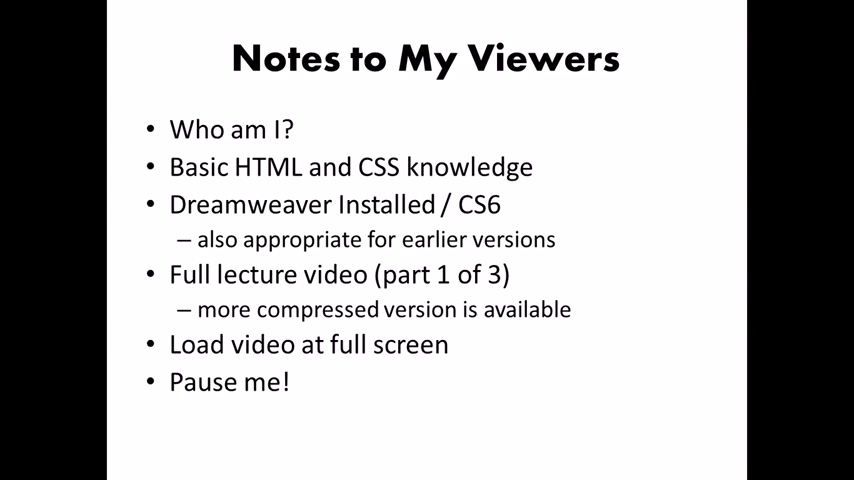 Notes to My Viewers
• Who am I?
• Basic HTML and CSS knowledge
• Dreamweaver Installed / CS6
– also appropriate for earlier versions
• Full lecture video (part 1 of 3)
– more compressed version is available
• Load video at full screen
• Pause me!